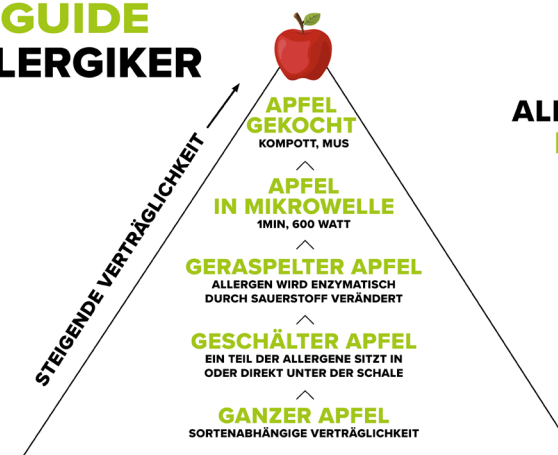 GUIDE
LERGIKER
STEIGENDE VERTRÄGLICHKEIT
APFEL
GEKOCHT
KOMPOTT, MUS
APFEL
IN MIKROWELLE
1MIN, 600 WATT
GERASPELTER APFEL
ALLERGEN WIRD ENZYMATISCH
DURCH SAUERSTOFF VERÄNDERT
GESCHÄLTER APFEL
EIN TEIL DER ALLERGENE SITZT IN
ODER DIREKT UNTER DER SCHALE
GANZER APFEL
SORTENABHÄNGIGE VERTRÄGLICHKEIT